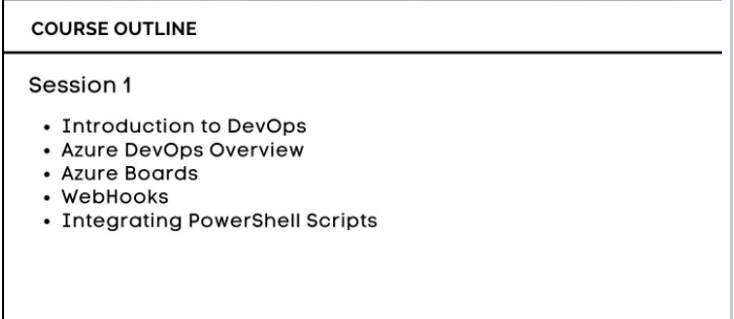 COURSE OUTLINE
Session 1
• Introduction to DevOps
• Azure DevOps Overview
• Azure Boards
• WebHooks
• Integrating PowerShell Scripts